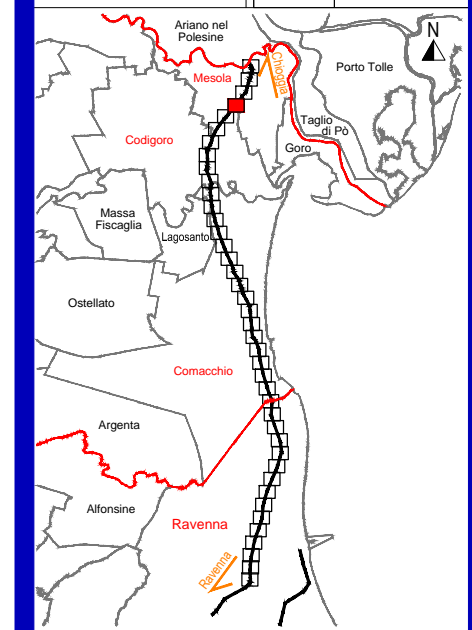 Ariano nel
Polesine
N
Mesola
Chioggia
Porto Tolle
Taglio
di Pò
Codigoro
Goro
Massa
Fiscaglia
Lagosanto
Ostellato
Comacchio
Argenta
Alfonsine
Ravenna
Ravenna